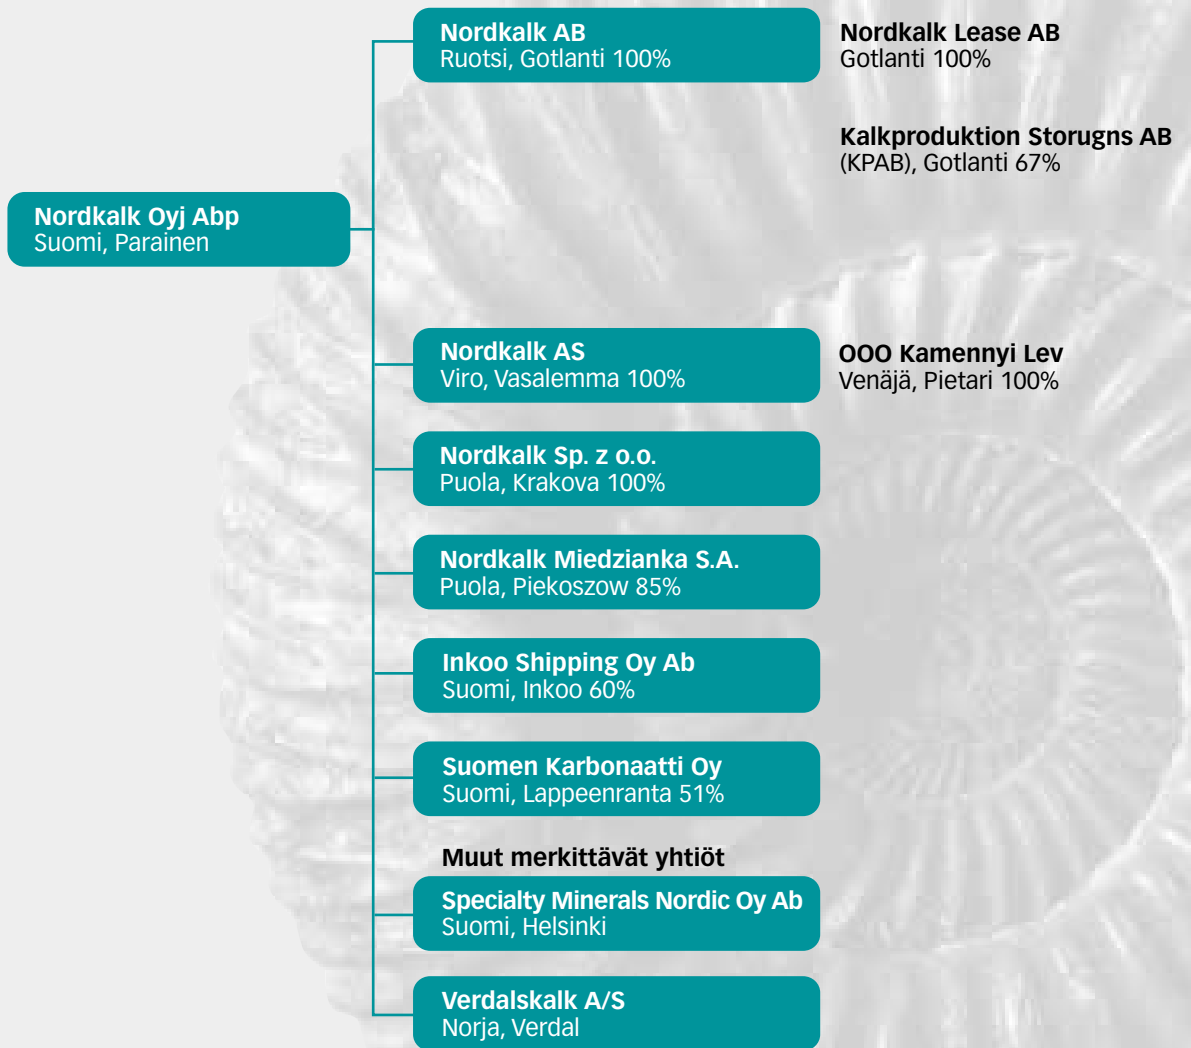 Nordkalk Oyj Abp
Suomi, Parainen
Nordkalk AB
Ruotsi, Gotlanti 100%
Nordkalk Lease AB
Gotlanti 100%
Kalkproduktion Storugns AB
(KPAB), Gotlanti 67%
Nordkalk AS
Viro, Vasalemma 100%
OOO Kamennyi Lev
Venäjä, Pietari 100%
Nordkalk Sp. z o.o.
Puola, Krakova 100%
Nordkalk Miedzianka S.A.
Puola, Piekoszow 85%
Inkoo Shipping Oy Ab
Suomi, Inkoo 60%
Suomen Karbonaatti Oy
Suomi, Lappeenranta 51%
Muut merkittävät yhtiöt
Specialty Minerals Nordic Oy Ab
Suomi, Helsinki
Verdalskalk A/S
Norja, Verdal